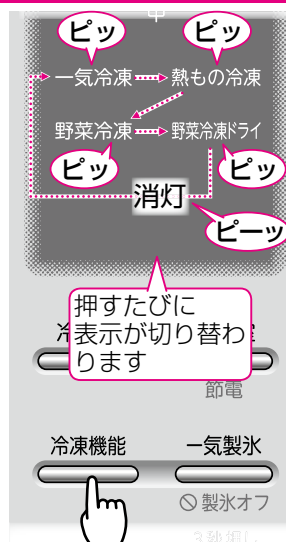 中
ピッ ピッ
一気冷凍 熱もの冷凍
野菜冷凍 野菜冷凍ドライ
ピッ ピッ
消灯
ピーッ
押すたびに
表示が切り替わ
ります
節電
冷凍機能 一気製氷
製氷オフ